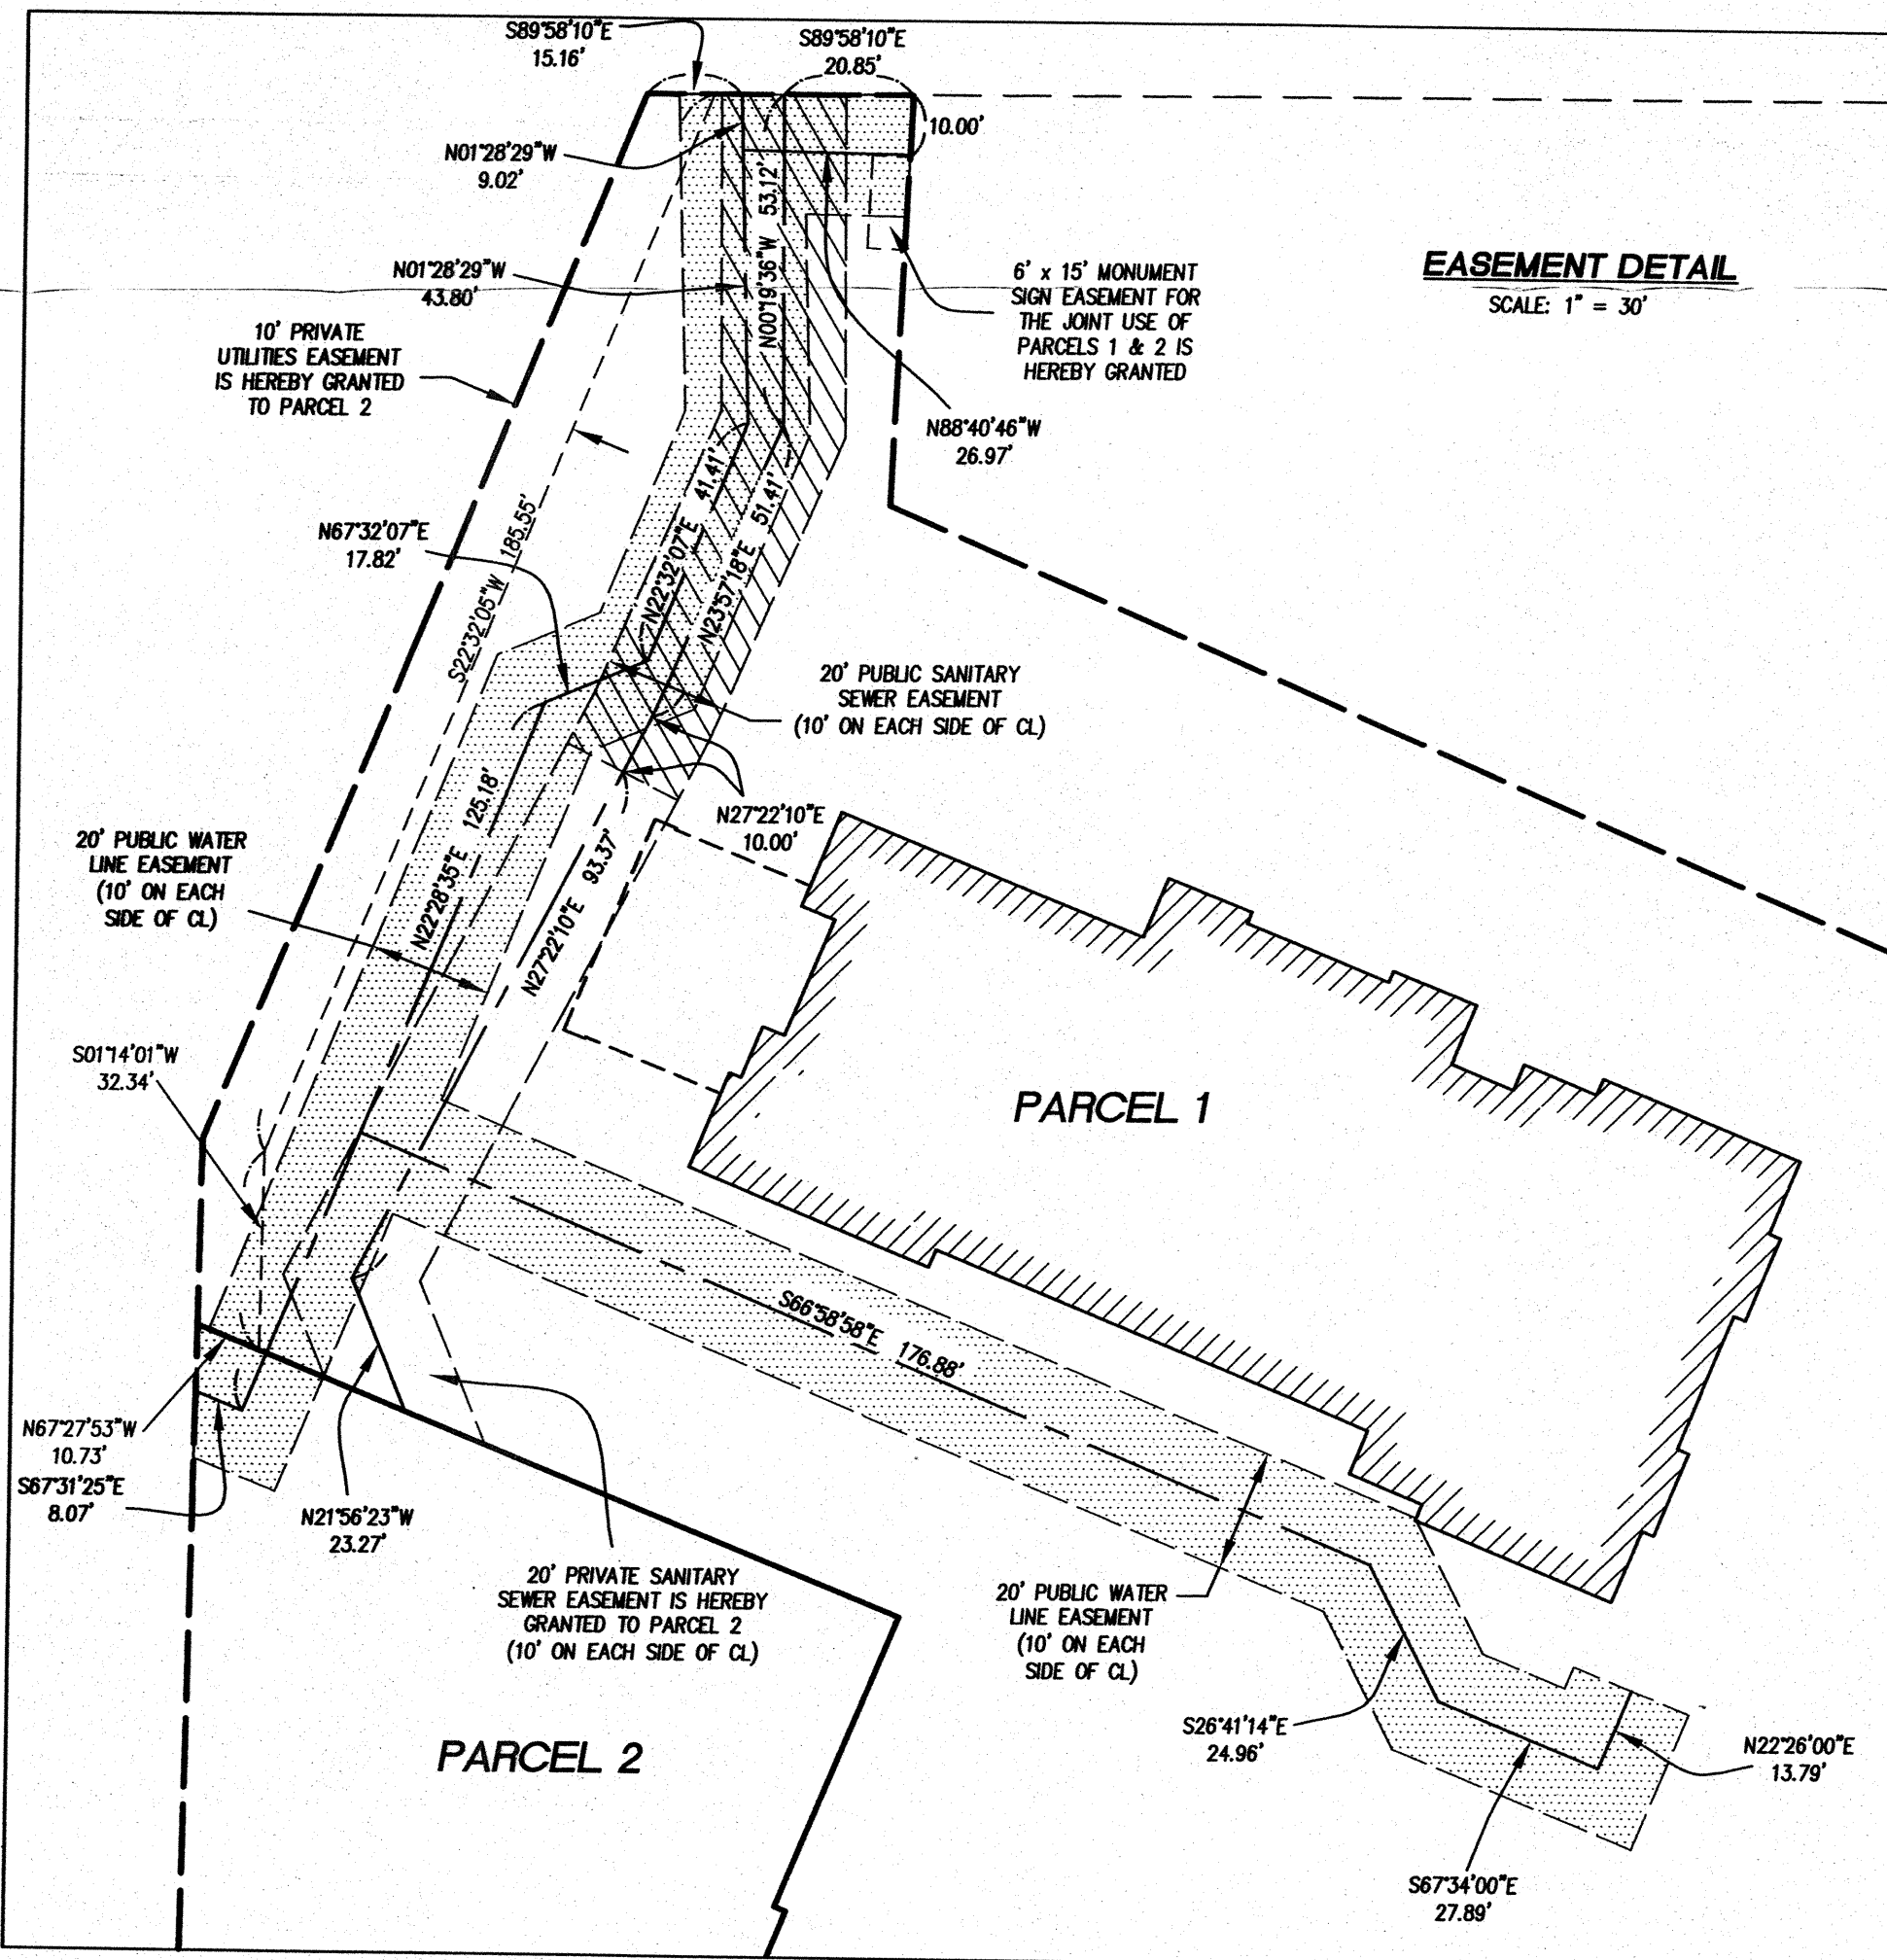 S89°58'10"E
15.16'
S89°58'10"E
20.85'
10.00'
N01°28'29"W
9.02'
N01°28'29"W
43.80'
N00°19'36"W 53.12'
EASEMENT DETAIL
SCALE: 1" = 30'
6' x 15' MONUMENT
SIGN EASEMENT FOR
THE JOINT USE OF
PARCELS 1 & 2 IS
HEREBY GRANTED
10' PRIVATE
UTILITIES EASEMENT
IS HEREBY GRANTED
TO PARCEL 2
N88°40'46"W
26.97'
N67°32'07"E
17.82'
S22°32'05"W 185.55'
N22°32'07"E 41.41'
N23°57'18"E 51.41'
20' PUBLIC SANITARY
SEWER EASEMENT
(10' ON EACH SIDE OF CL)
N27°22'10"E
10.00'
20' PUBLIC WATER
LINE EASEMENT
(10' ON EACH
SIDE OF CL)
N22°28'35"E 125.18'
N27°22'10"E 93.37'
S01°14'01"W
32.34'
PARCEL 1
S66°58'58"E 176.88'
N67°27'53"W
10.73'
S67°31'25"E
8.07'
N21°56'23"W
23.27'
20' PRIVATE SANITARY
SEWER EASEMENT IS HEREBY
GRANTED TO PARCEL 2
(10' ON EACH SIDE OF CL)
20' PUBLIC WATER
LINE EASEMENT
(10' ON EACH
SIDE OF CL)
S26°41'14"E
24.96'
N22°26'00"E
13.79'
PARCEL 2
S67°34'00"E
27.89'